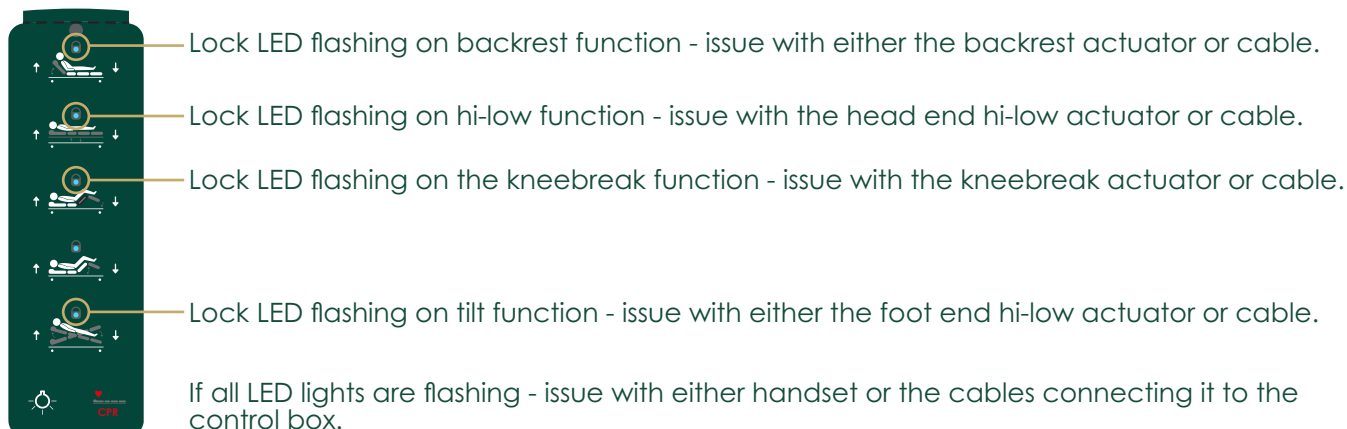 Lock LED flashing on backrest function - issue with either the backrest actuator or cable.
Lock LED flashing on hi-low function - issue with the head end hi-low actuator or cable.
Lock LED flashing on the kneebreak function - issue with the kneebreak actuator or cable.
Lock LED flashing on tilt function - issue with either the foot end hi-low actuator or cable.
CPR
If all LED lights are flashing - issue with either handset or the cables connecting it to the
control box.